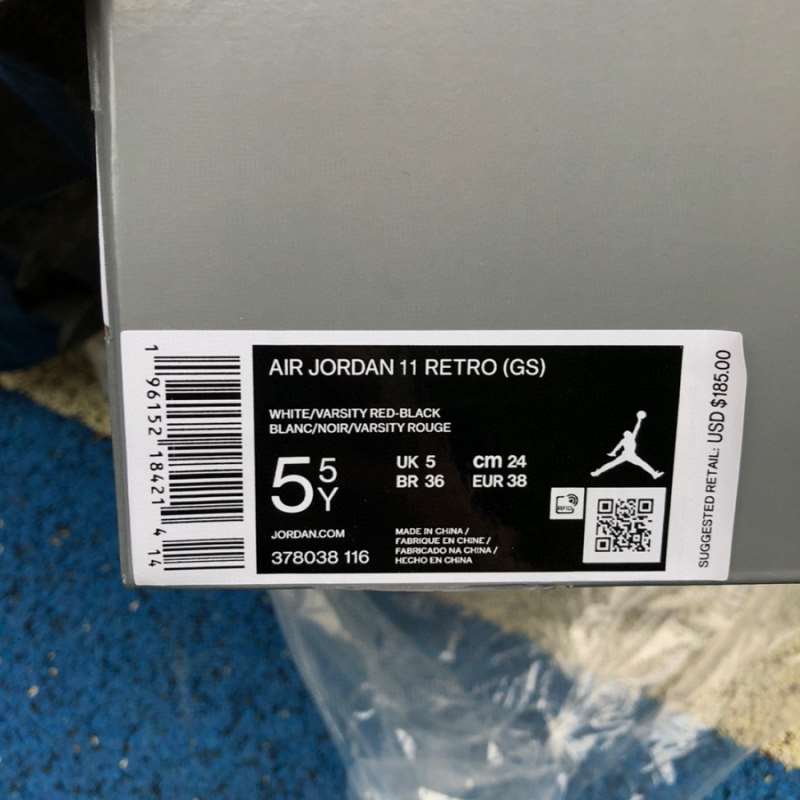 AIR JORDAN 11 RETRO (GS)
WHITE/VARSITY RED-BLACK
BLANC/NOIR/VARSITY ROUGE
5 5 Y
UK 5 cm 24
BR 36 EUR 38
JORDAN.COM
378038 116
MADE IN CHINA /
FABRIQUE EN CHINE /
FABRICADO NA CHINA /
HECHO EN CHINA
RFID
1 96152 18421 4 14
SUGGESTED RETAIL: USD $185.00